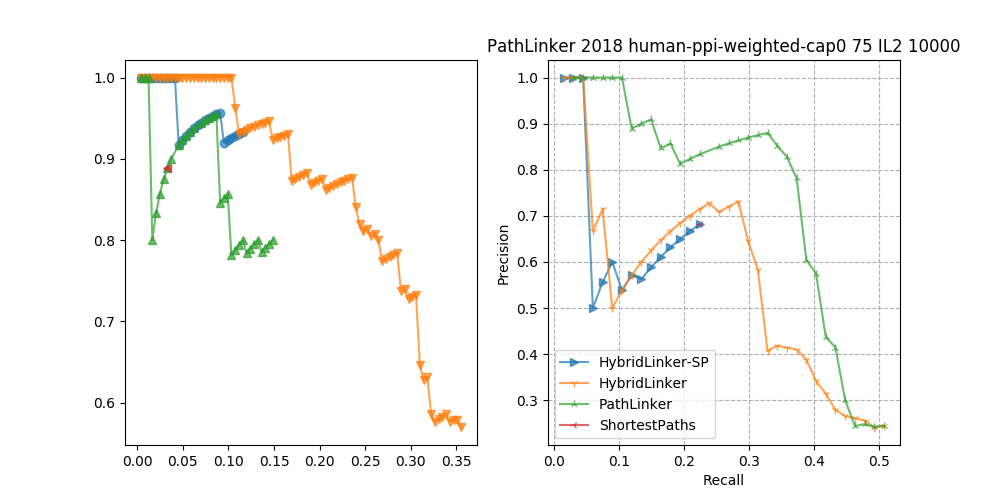 PathLinker 2018 human-ppi-weighted-cap0 75 IL2 10000
1.0
0.9
0.8
0.7
0.6
0.00 0.05 0.10 0.15 0.20 0.25 0.30 0.35
Precision
1.0
0.9
0.8
0.7
0.6
0.5
0.4
0.3
HybridLinker-SP
HybridLinker
PathLinker
ShortestPaths
0.0 0.1 0.2 0.3 0.4 0.5
Recall